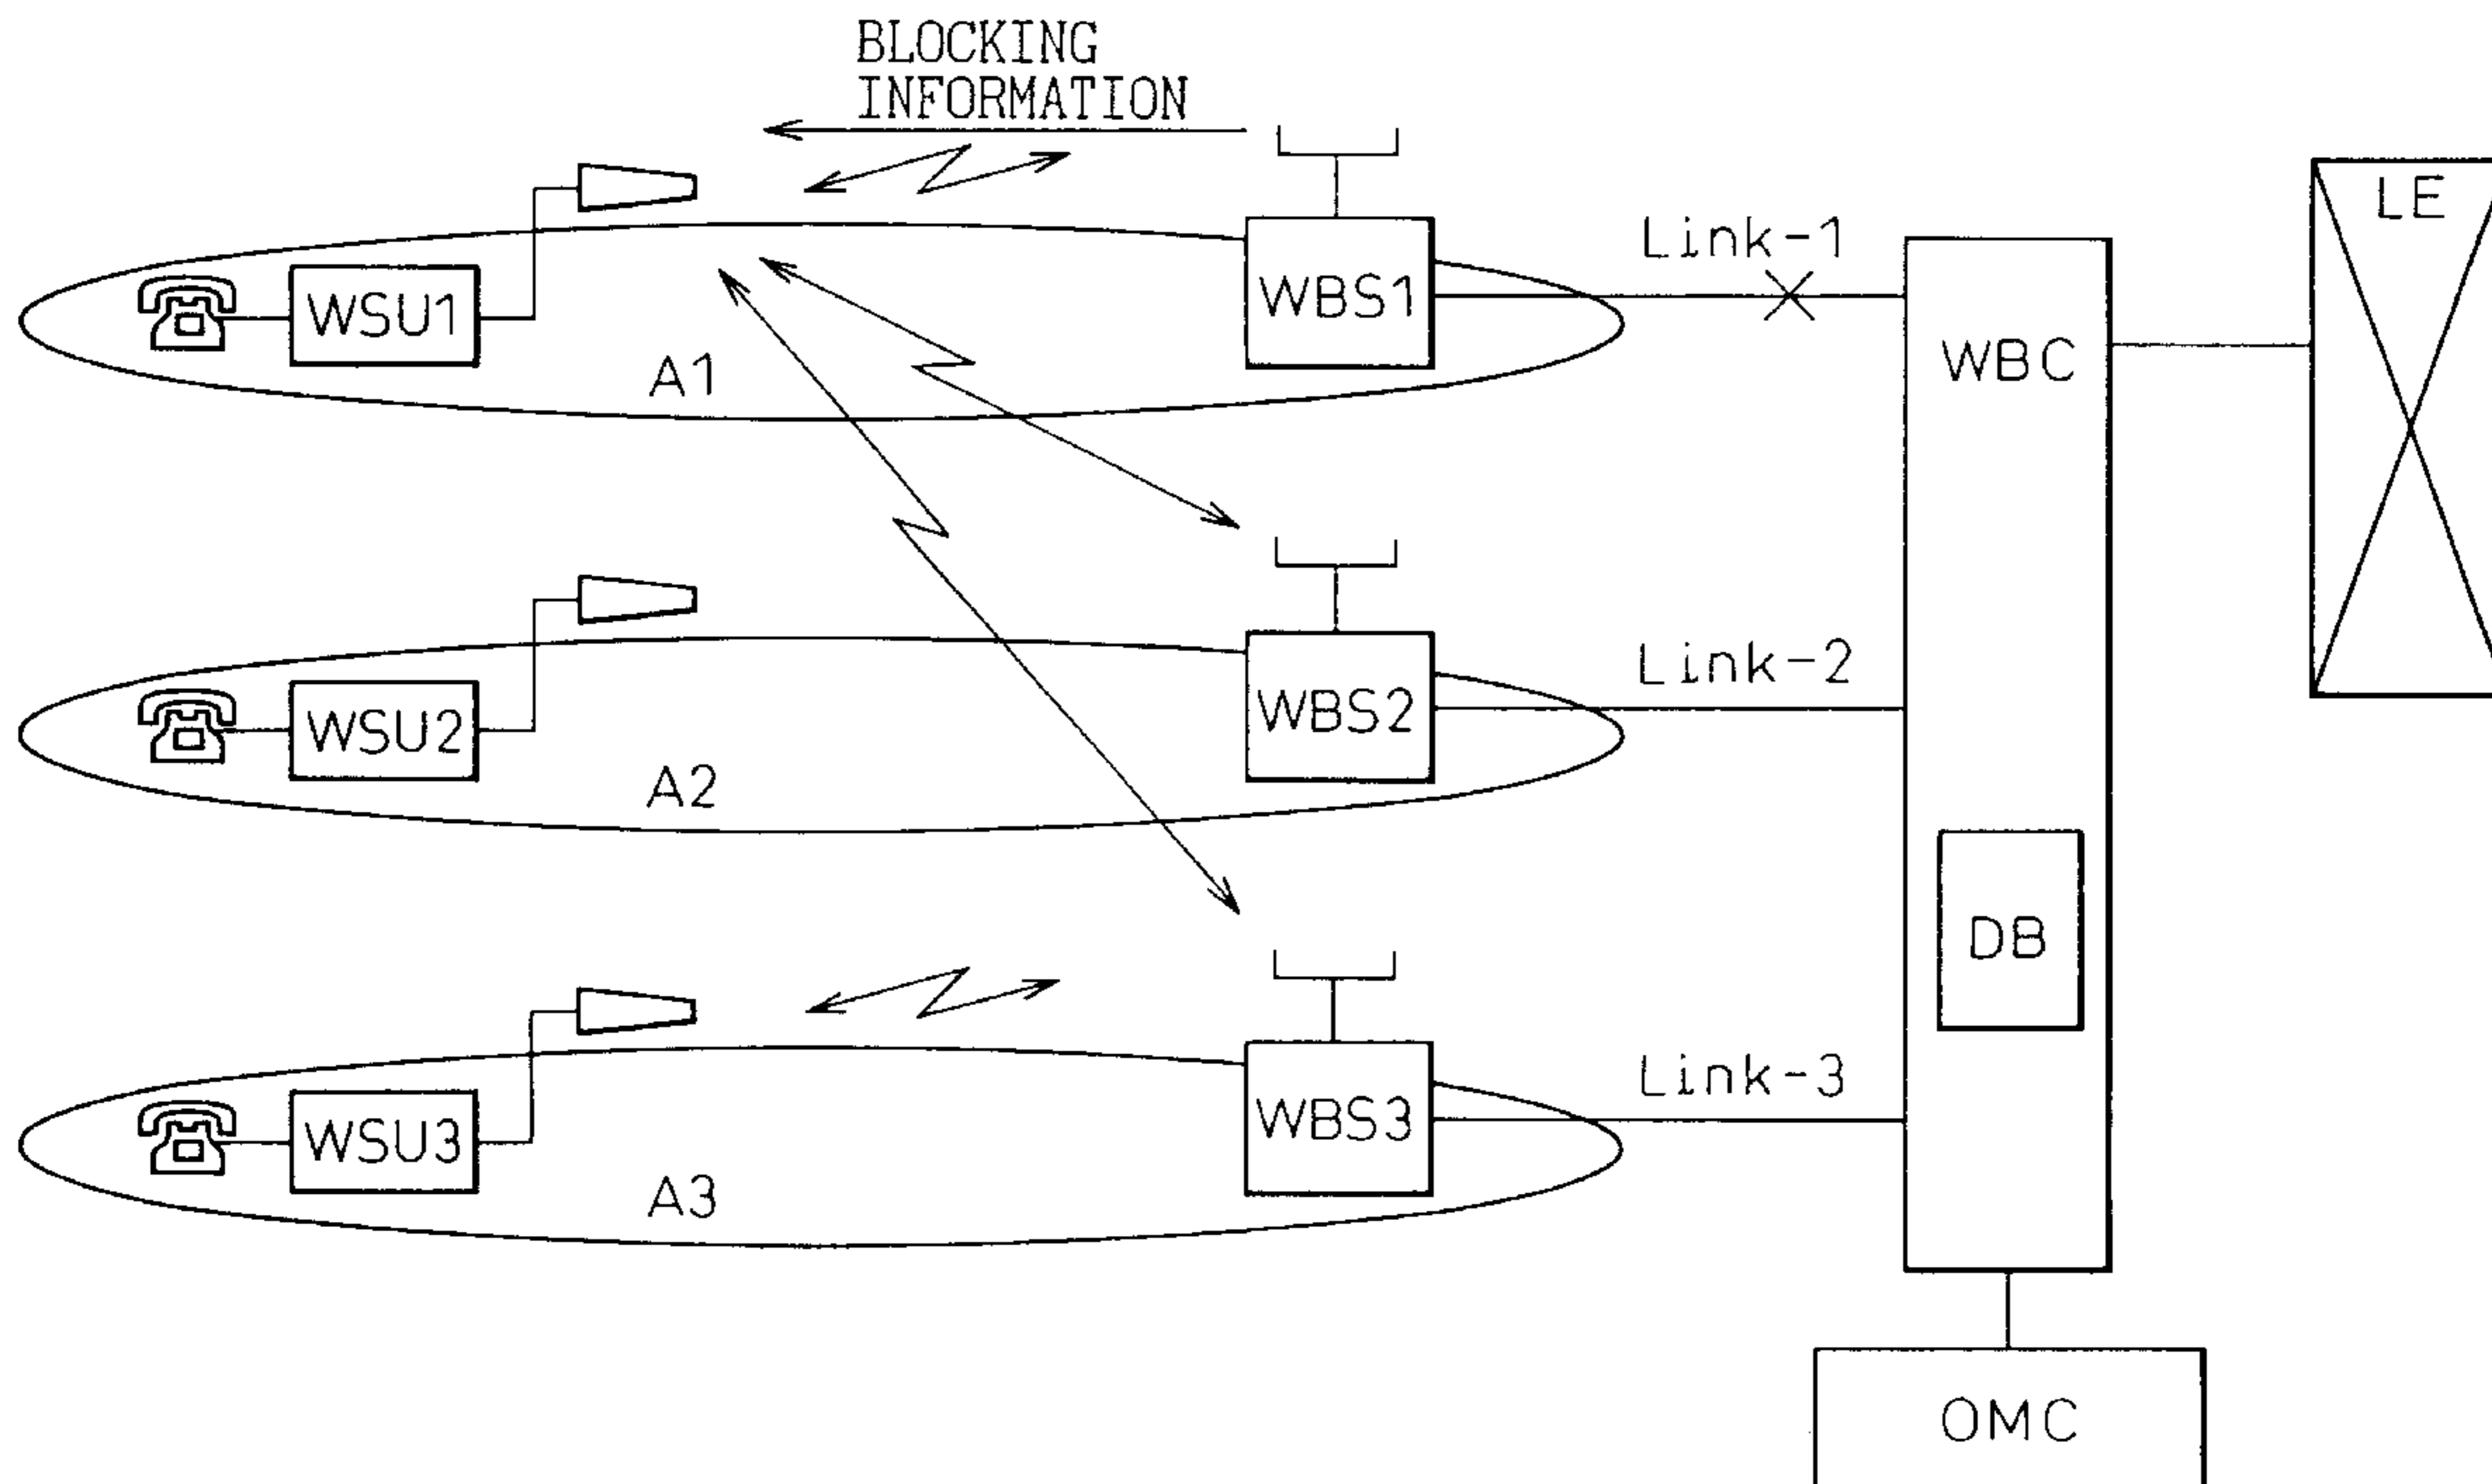 BLOCKING
INFORMATION
LE
Link-1
WSU1
WBS1
WBC
A1
Link-2
WSU2
WBS2
A2
DB
Link-3
WSU3
WBS3
A3
OMC